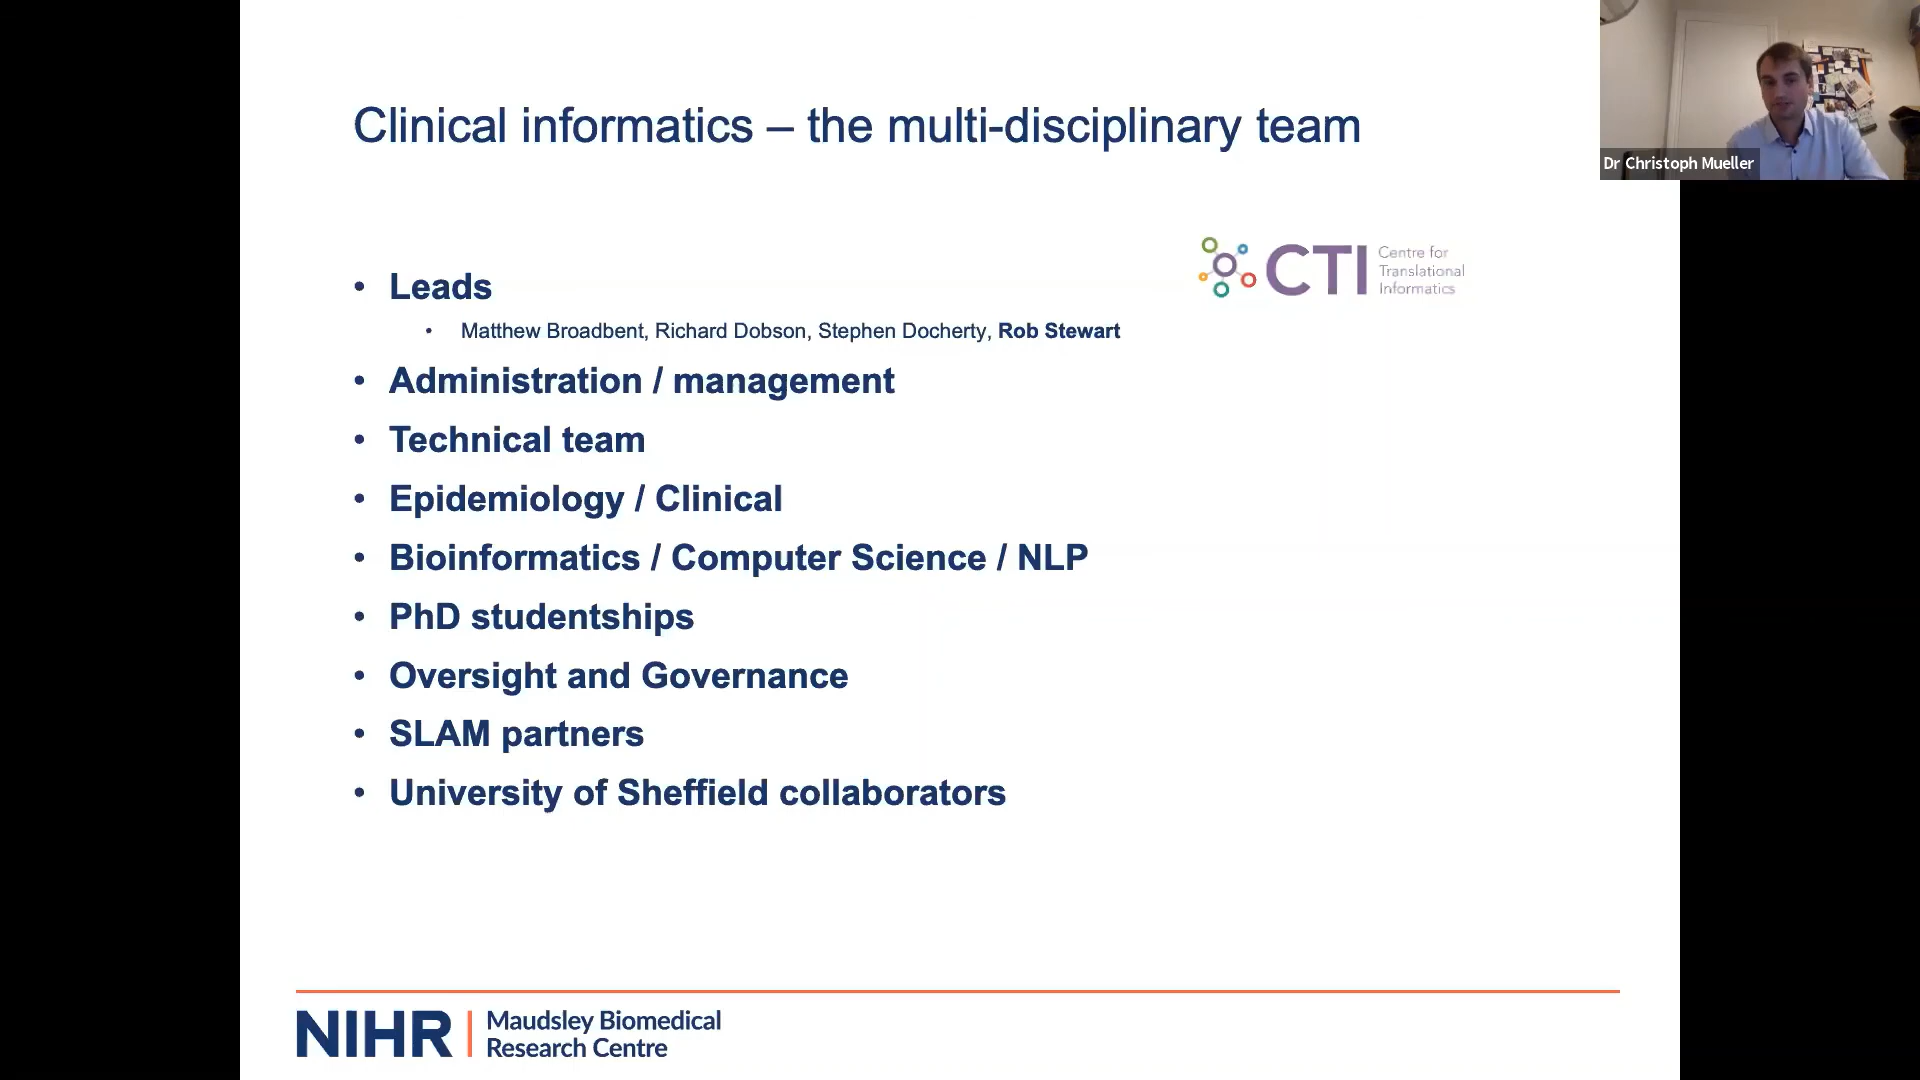 Clinical informatics – the multi-disciplinary team
Dr Christoph Mueller
CTI
Centre for
Translational
Informatics
• Leads
• Matthew Broadbent, Richard Dobson, Stephen Docherty, Rob Stewart
• Administration / management
• Technical team
• Epidemiology / Clinical
• Bioinformatics / Computer Science / NLP
• PhD studentships
• Oversight and Governance
• SLAM partners
• University of Sheffield collaborators
NIHR | Maudsley Biomedical
Research Centre